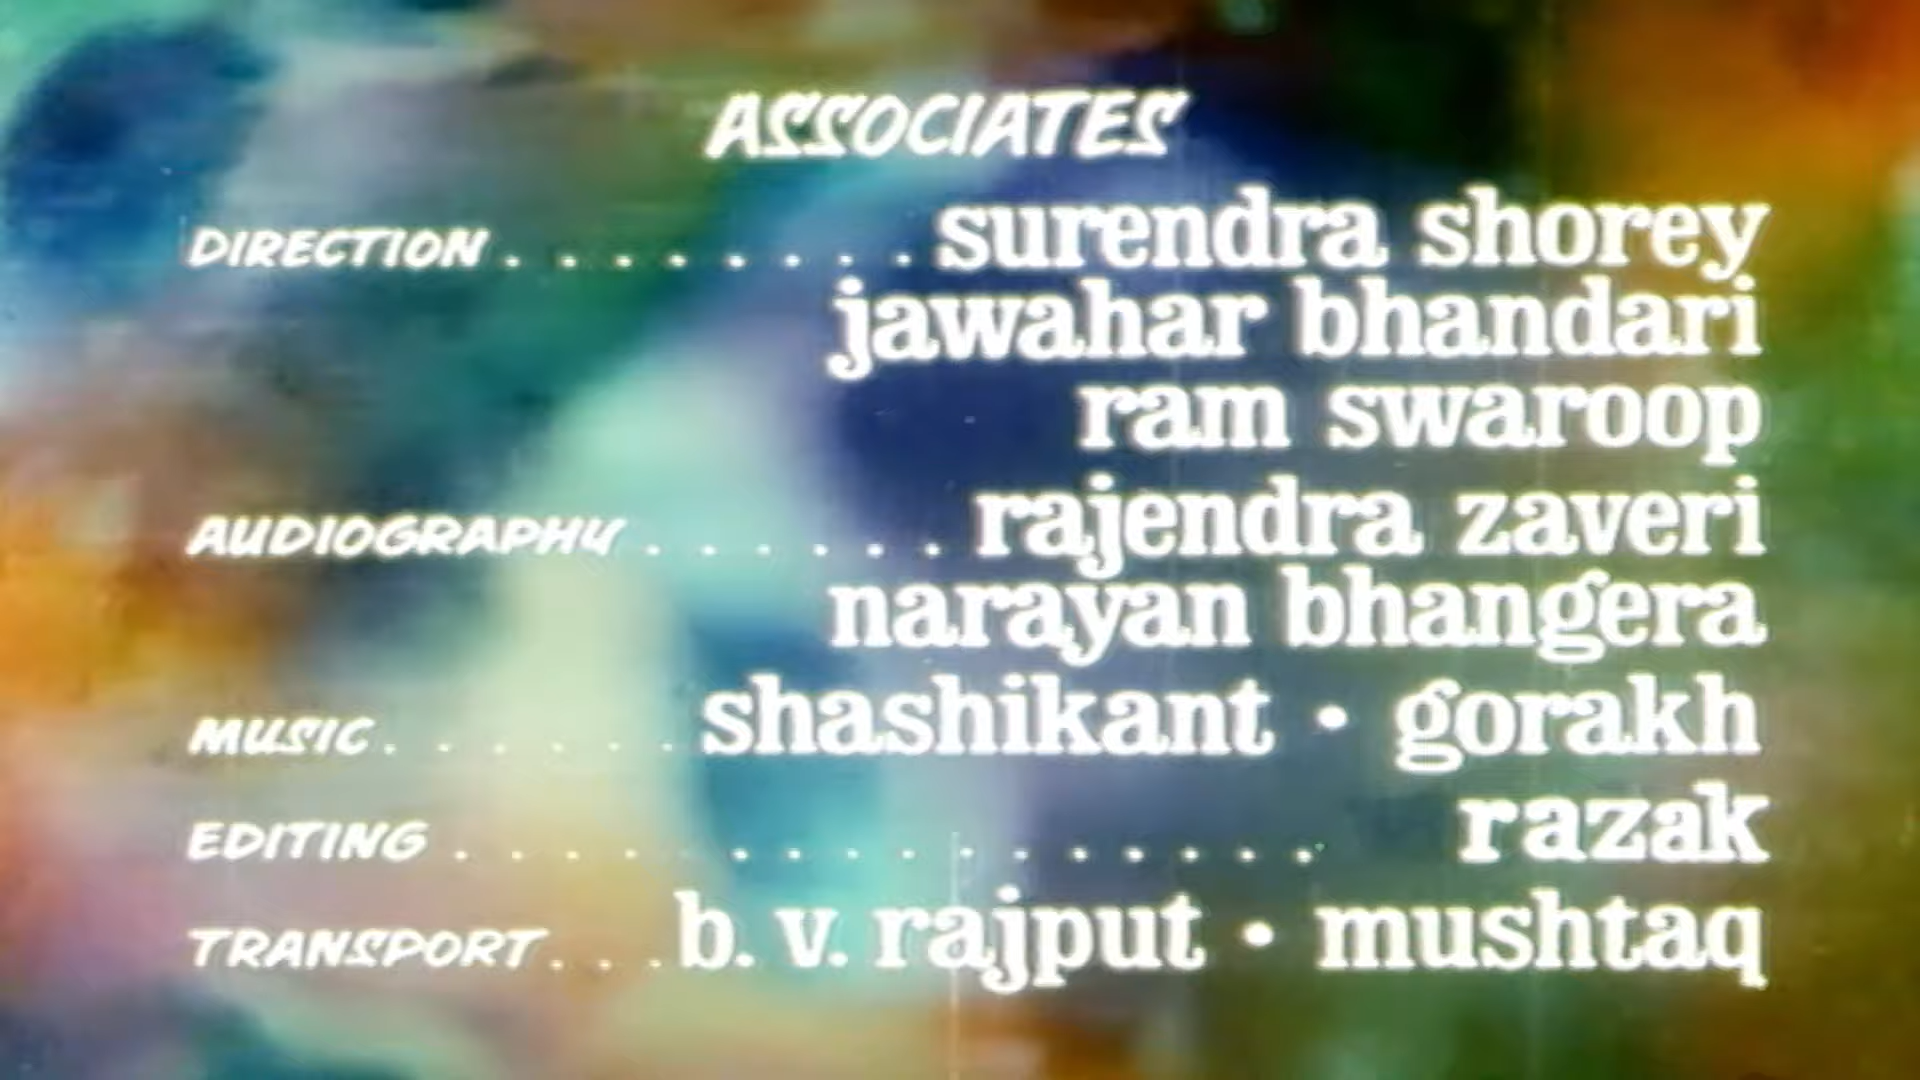 ASSOCIATES
DIRECTION . . . . . . . . surendra shorey
jawahar bhandari
ram swaroop
AUDIOGRAPHY . . . . . . rajendra zaveri
narayan bhangera
MUSIC . . . . . . shashikant • gorakh
EDITING . . . . . . . . . . . . . . . . razak
TRANSPORT . . . b. v. rajput • mushtaq